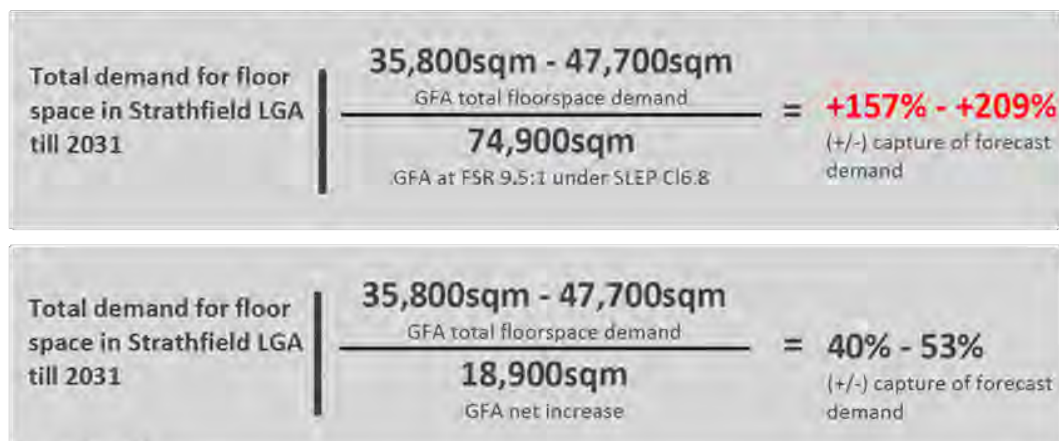 Total demand for floor
space in Strathfield LGA
till 2031
35,800sqm - 47,700sqm
GFA total floorspace demand
74,900sqm
GFA at FSR 9.5:1 under SLEP Cl6.8
=
+157% - +209%
(+/-) capture of forecast
demand
Total demand for floor
space in Strathfield LGA
till 2031
35,800sqm - 47,700sqm
GFA total floorspace demand
18,900sqm
GFA net increase
=
40% - 53%
(+/-) capture of forecast
demand